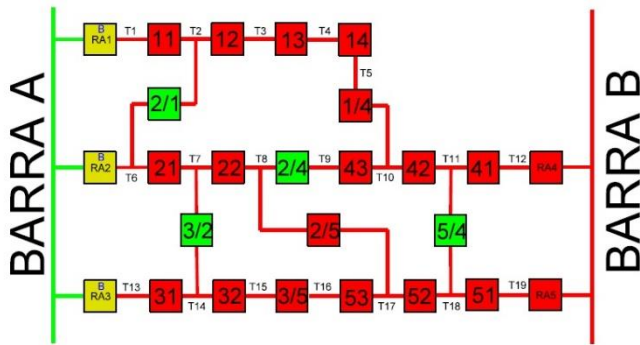 BARRA A
BARRA B
B
RA1
T1
11
T2
12
T3
13
T4
14
T5
2/1
1/4
B
RA2
T6
21
T7
22
T8
2/4
T9
43
T10
42
T11
41
T12
RA4
3/2
2/5
5/4
B
RA3
T13
31
T14
32
T15
3/5
T16
53
T17
52
T18
51
T19
RA5